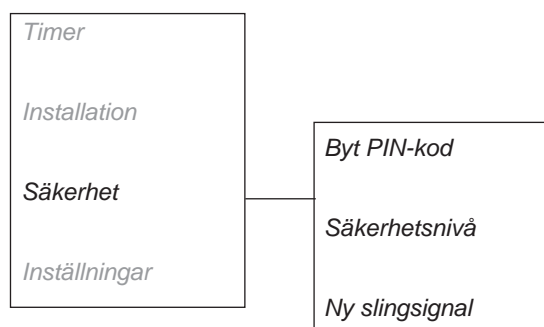 Timer
Installation
Säkerhet
Inställningar
Byt PIN-kod
Säkerhetsnivå
Ny slingsignal